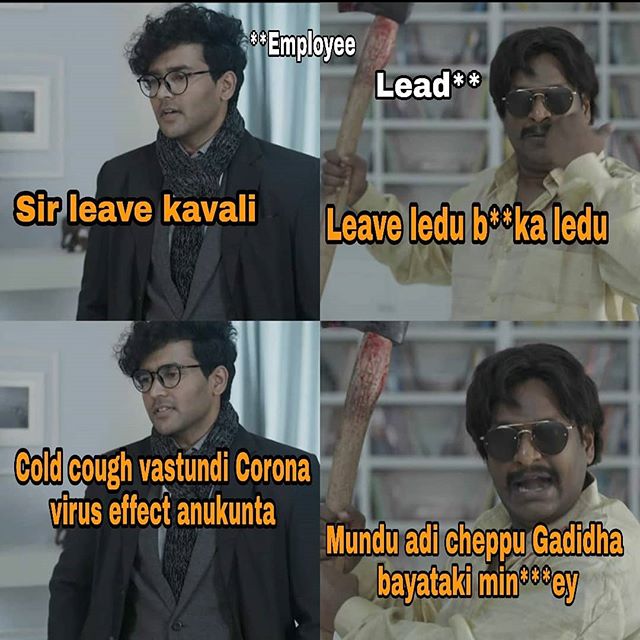 **Employee
Lead**
Sir leave kavali
Leave ledu b**ka ledu
Cold cough vastundi Corona
virus effect anukunta
Mundu adi cheppu Gadidha
bayataki min***ey